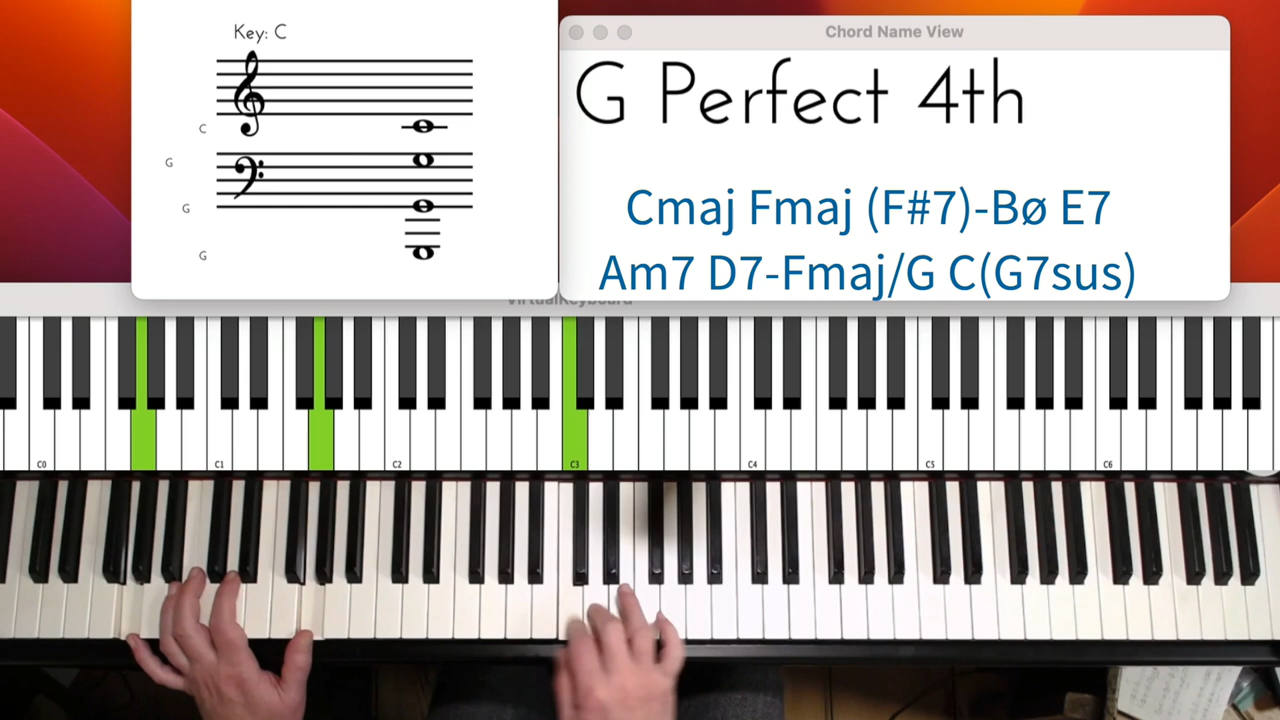 Key: C
C
G
G
G
Chord Name View
G Perfect 4th
Cmaj Fmaj (F#7)-Bø E7
Am7 D7-Fmaj/G C(G7sus)
VirtualKeyboard
C0 C1 C2 C3 C4 C5 C6